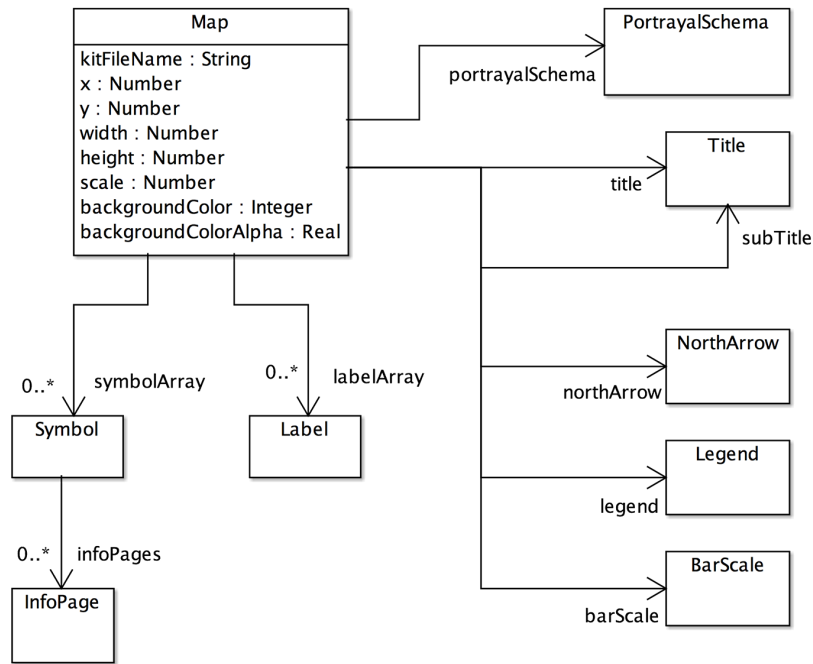 Map
kitFileName : String
x : Number
y : Number
width : Number
height : Number
scale : Number
backgroundColor : Integer
backgroundColorAlpha : Real
PortrayalSchema
portrayalSchema
Title
title
subTitle
NorthArrow
northArrow
Legend
legend
BarScale
barScale
0..* symbolArray
Symbol
0..* labelArray
Label
0..* infoPages
InfoPage